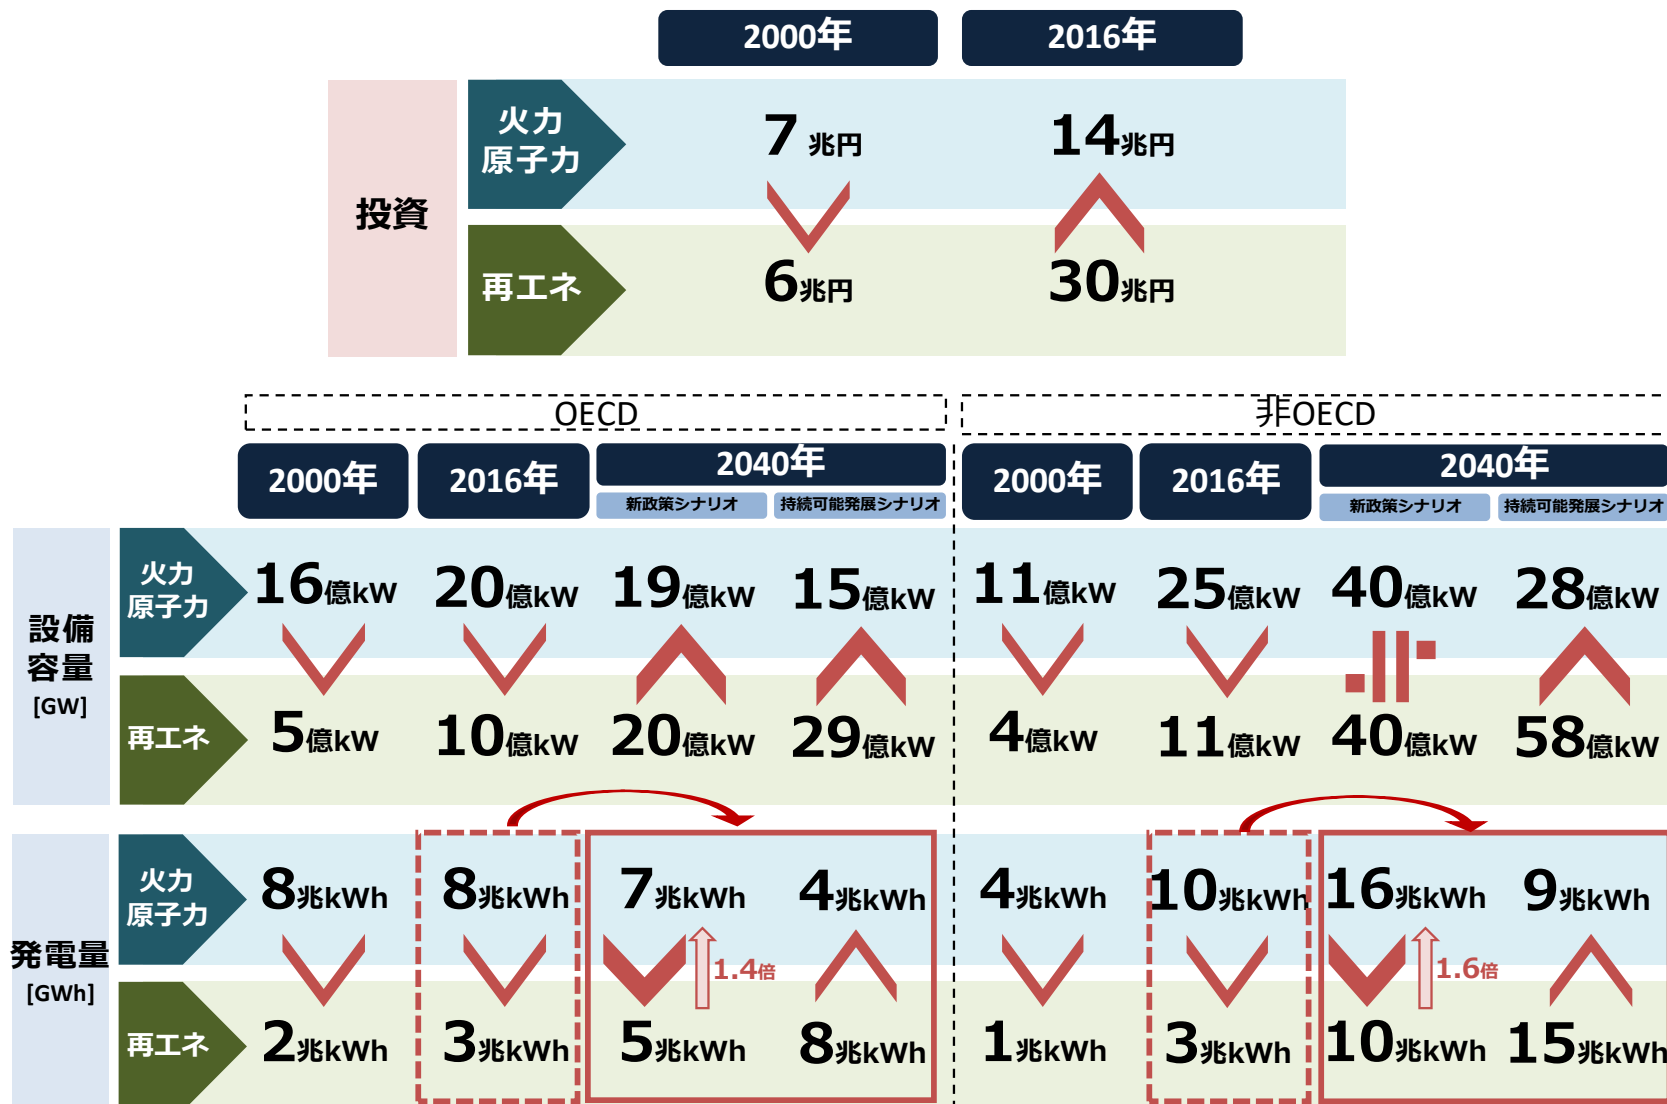 2000年 2016年
火力
原子力
7 兆円 14兆円
投資
再エネ 6兆円 30兆円
OECD 非OECD
2000年 2016年 2040年 2000年 2016年 2040年
新政策シナリオ 持続可能発展シナリオ 新政策シナリオ 持続可能発展シナリオ
設備
容量
[GW]
火力
原子力
16億kW 20億kW 19億kW 15億kW 11億kW 25億kW 40億kW 28億kW
再エネ 5億kW 10億kW 20億kW 29億kW 4億kW 11億kW 40億kW 58億kW
発電量
[GWh]
火力
原子力
8兆kWh 8兆kWh 7兆kWh 4兆kWh 4兆kWh 10兆kWh 16兆kWh 9兆kWh
1.4倍 1.6倍
再エネ 2兆kWh 3兆kWh 5兆kWh 8兆kWh 1兆kWh 3兆kWh 10兆kWh 15兆kWh